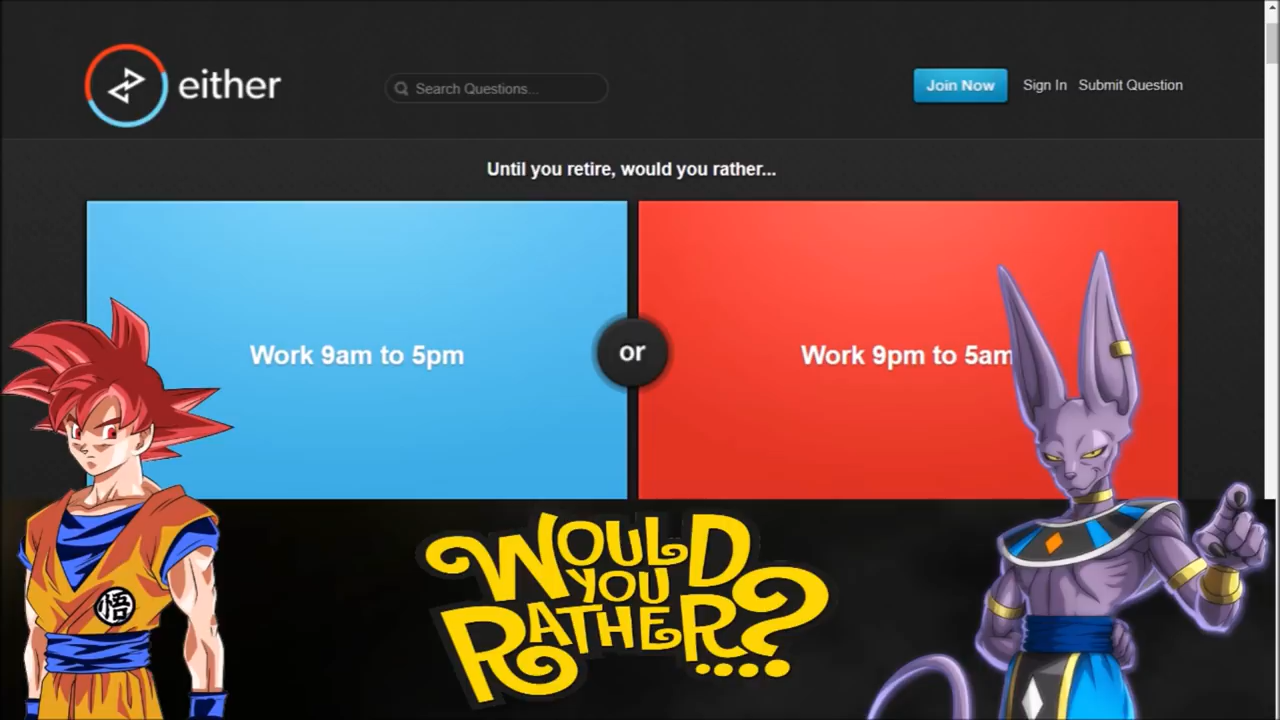 either
Search Questions...
Join Now
Sign In
Submit Question
Until you retire, would you rather...
Work 9am to 5pm
or
Work 9pm to 5am
悟
WOULD
YOU
RATHER....?